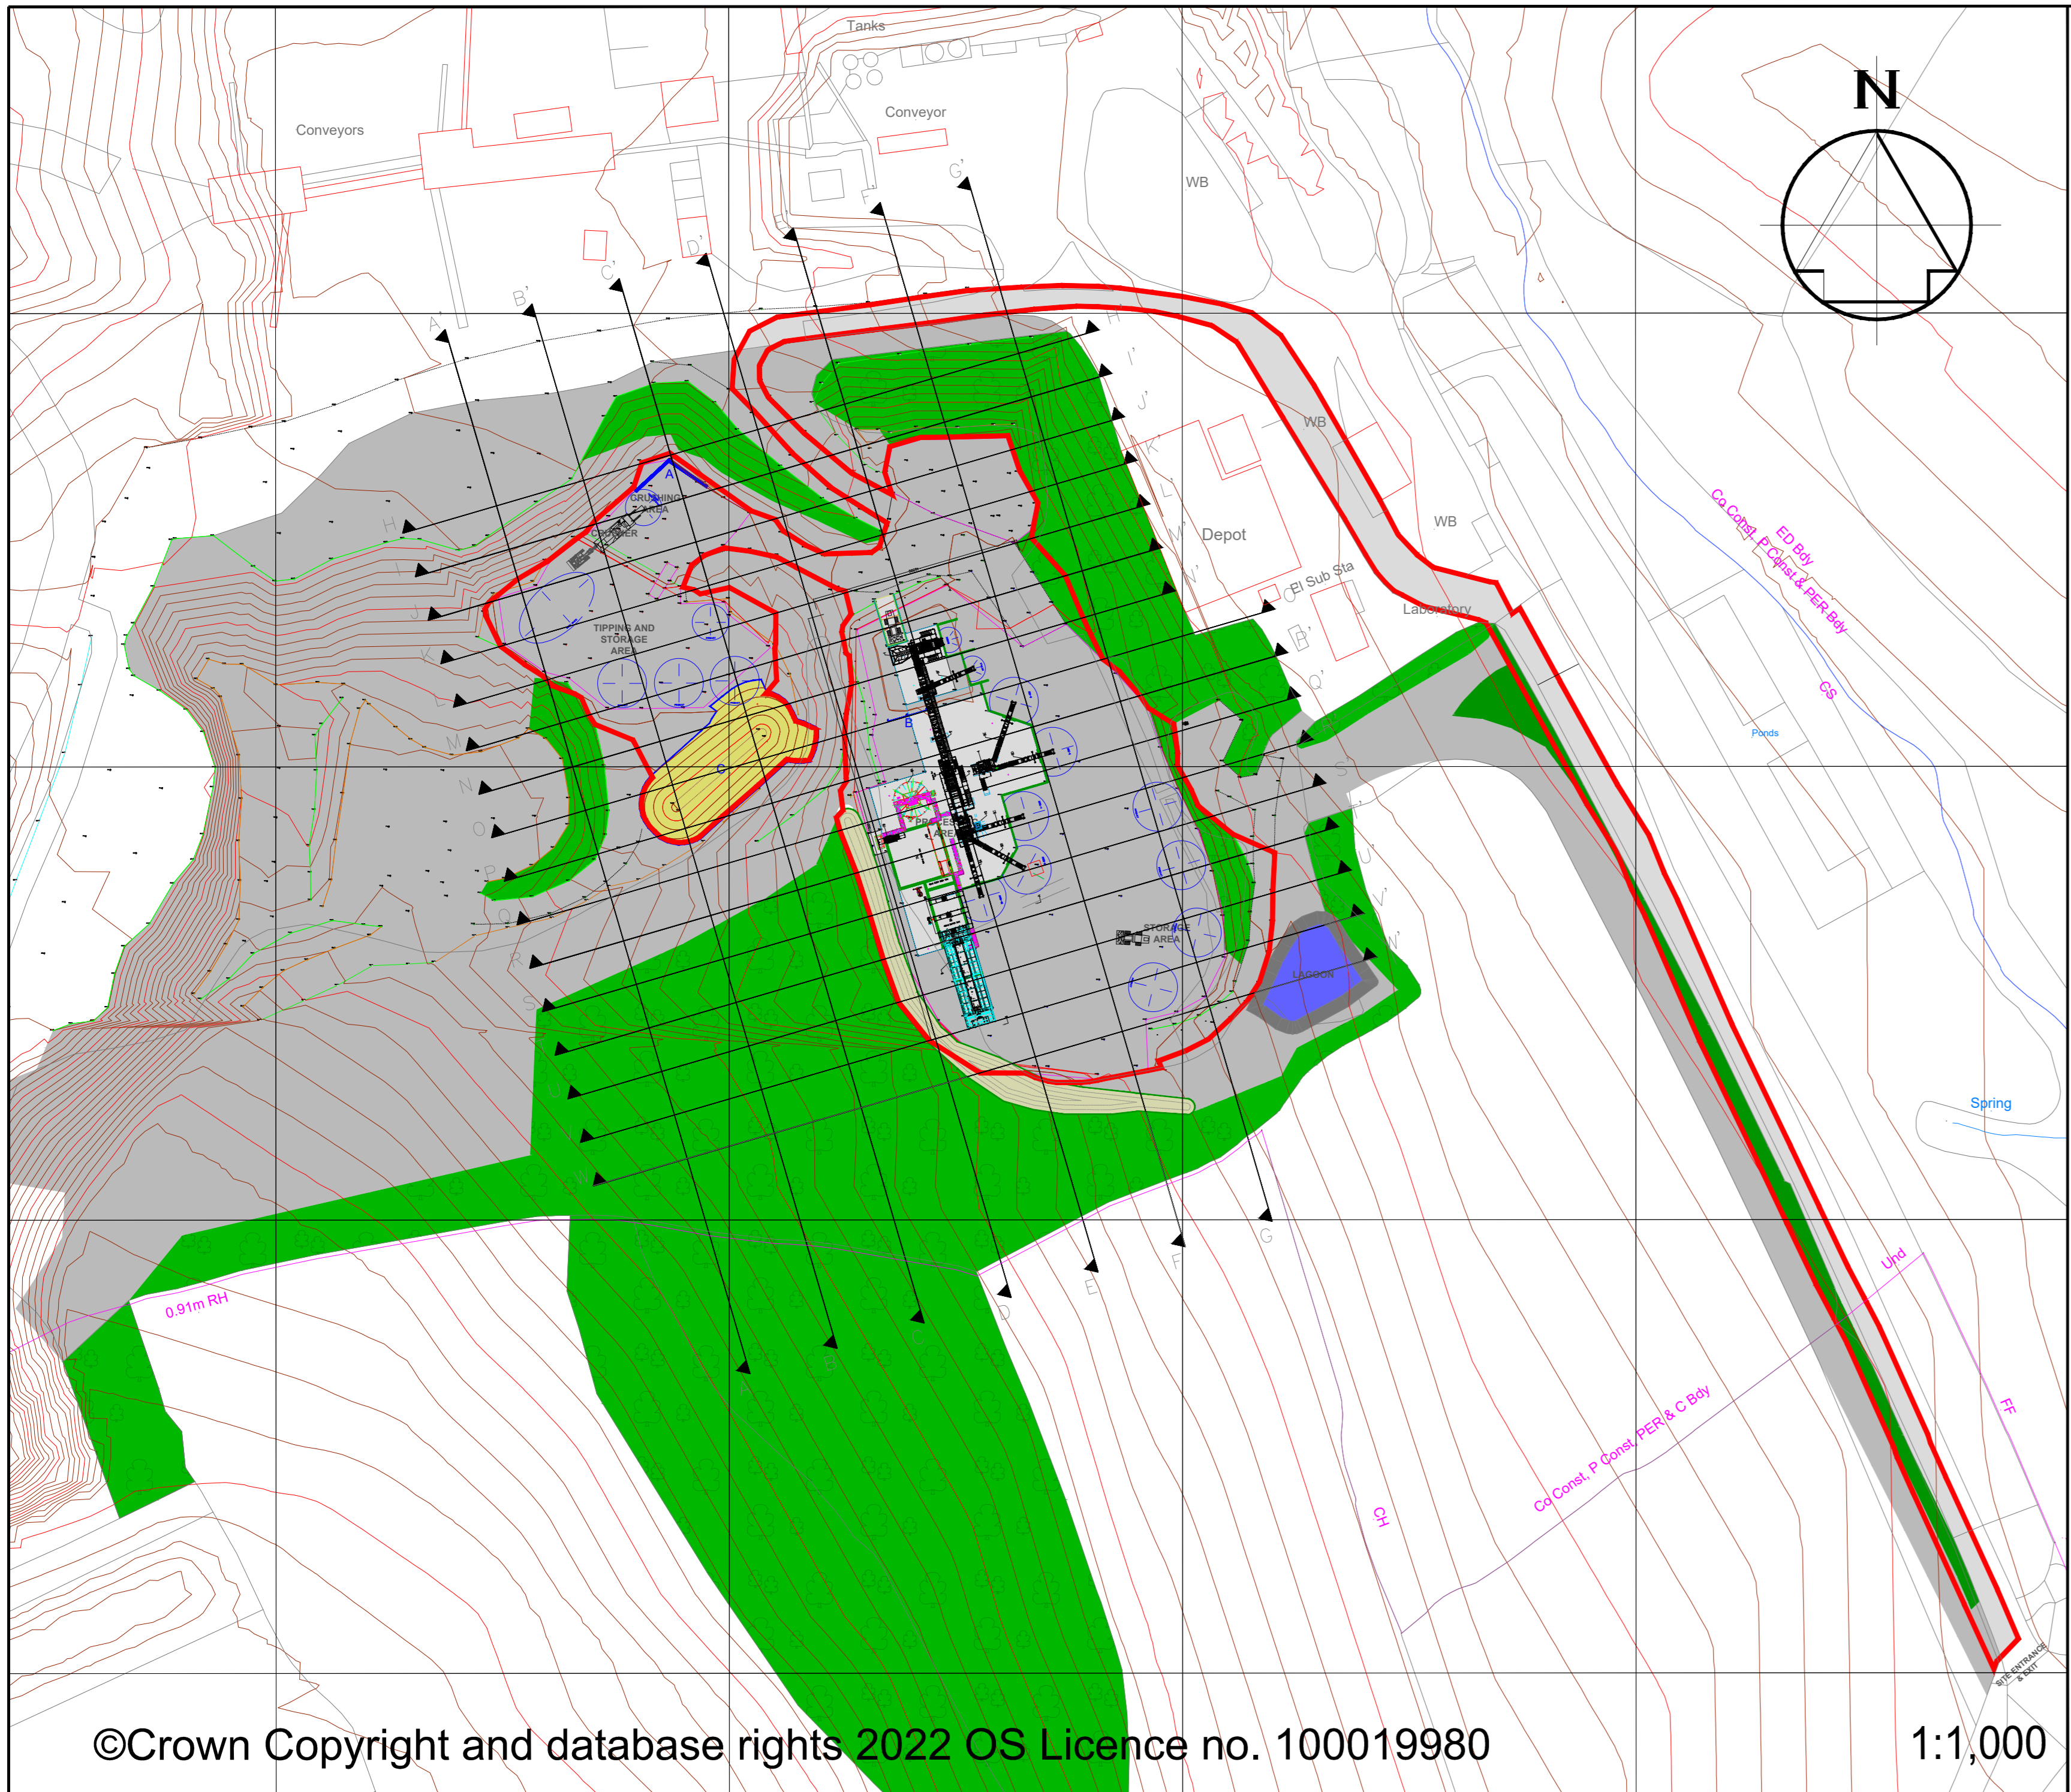 Tanks
Conveyors
Conveyor
N
WB
G'
F'
E'
D'
C'
B'
A'
H'
I'
J'
K'
L'
M'
N'
O'
P'
Q'
S'
T'
U'
V'
WB
WB
Depot
El Sub Sta
Laboratory
A
CRUSHING
AREA
CRUSHER
TIPPING AND
STORAGE
AREA
B
C
PROCESSING
AREA
STORAGE
AREA
LAGOON
H
I
J
K
L
M
N
O
P
Q
R
S
U
Co Const, P Const & PER Bdy
ED Bdy
CS
Ponds
Spring
Und
FF
CH
Co Const, P Const, PER & C Bdy
0.91m RH
G
F
E
D
C
B
A
SITE ENTRANCE
& EXIT
©Crown Copyright and database rights 2022 OS Licence no. 100019980
1:1,000